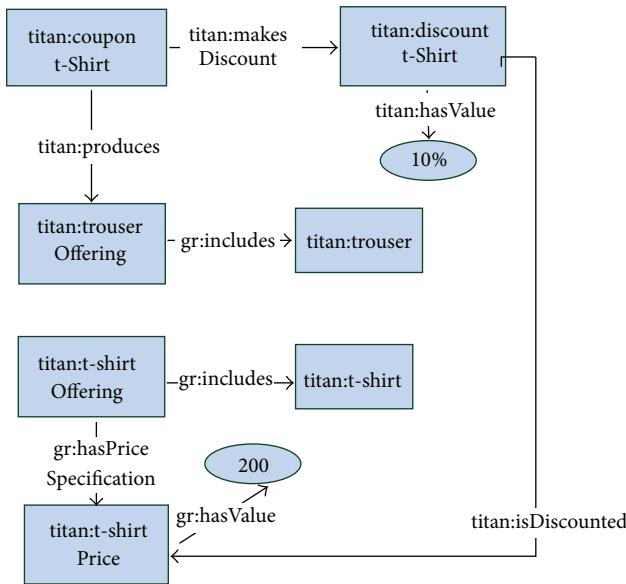 titan:coupon
t-Shirt
titan:makes
Discount
titan:discount
t-Shirt
titan:hasValue
10%
titan:produces
titan:trouser
Offering
gr:includes
titan:trouser
titan:t-shirt
Offering
gr:includes
titan:t-shirt
gr:hasPrice
Specification
200
gr:hasValue
titan:t-shirt
Price
titan:isDiscounted